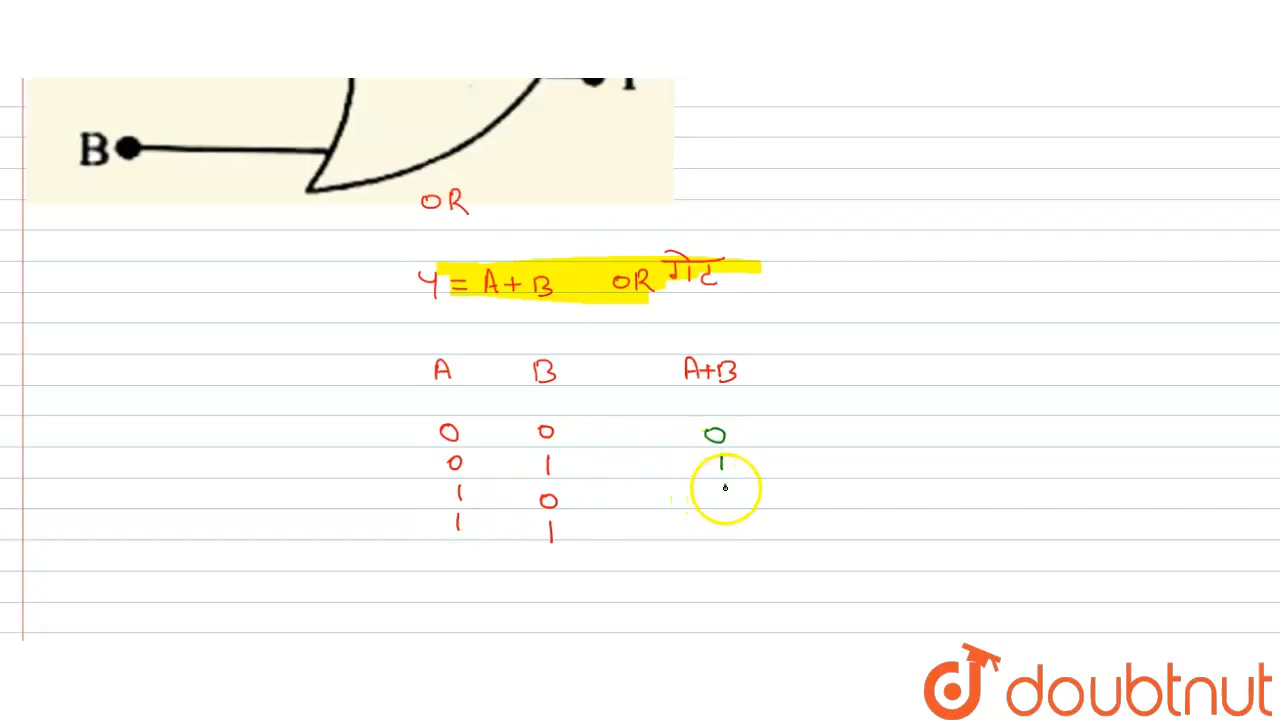 B
OR
Y = A+B OR गेट
A B A+B
0 0 0
0 1 1
1 0
1 1
doubtnut